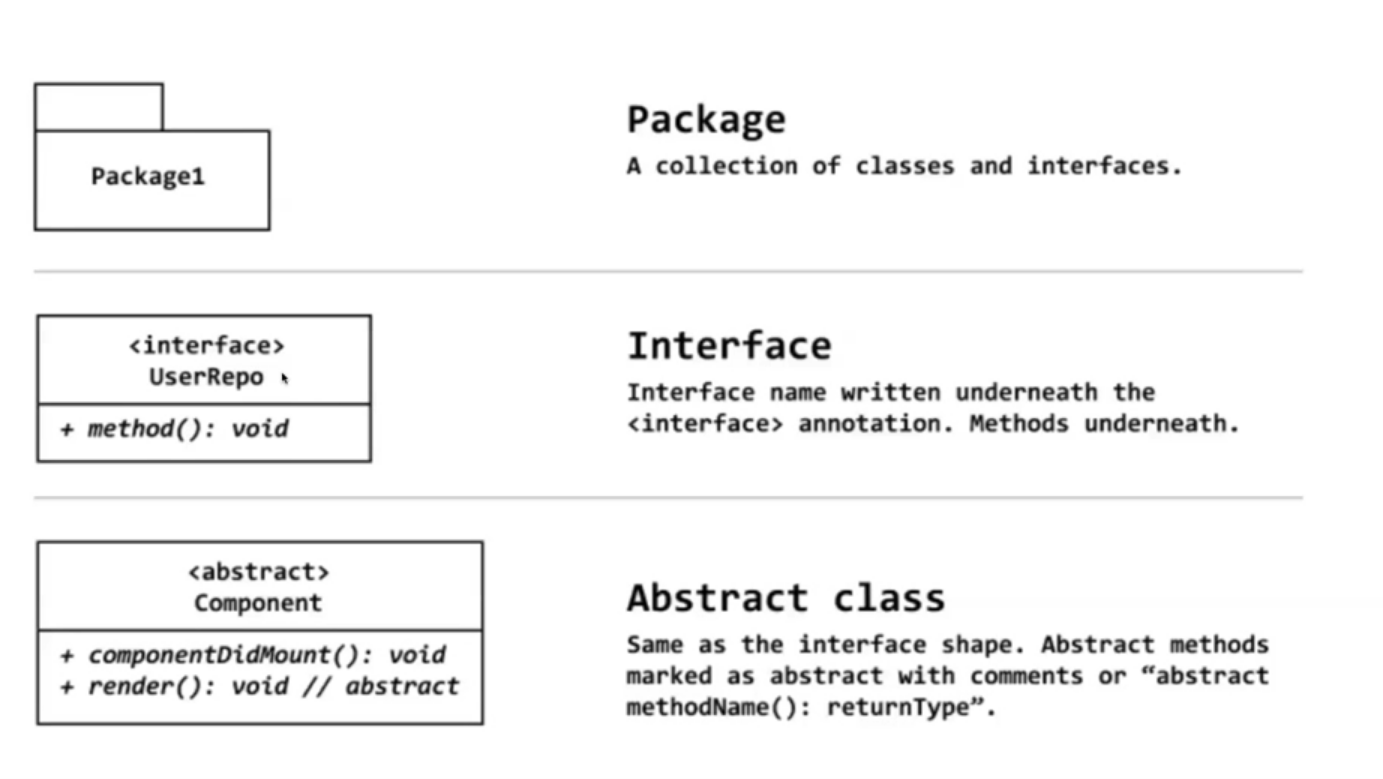 Package1
Package
A collection of classes and interfaces.
<interface>
UserRepo
+ method(): void
Interface
Interface name written underneath the
<interface> annotation. Methods underneath.
<abstract>
Component
+ componentDidMount(): void
+ render(): void // abstract
Abstract class
Same as the interface shape. Abstract methods
marked as abstract with comments or “abstract
methodName(): returnType”.